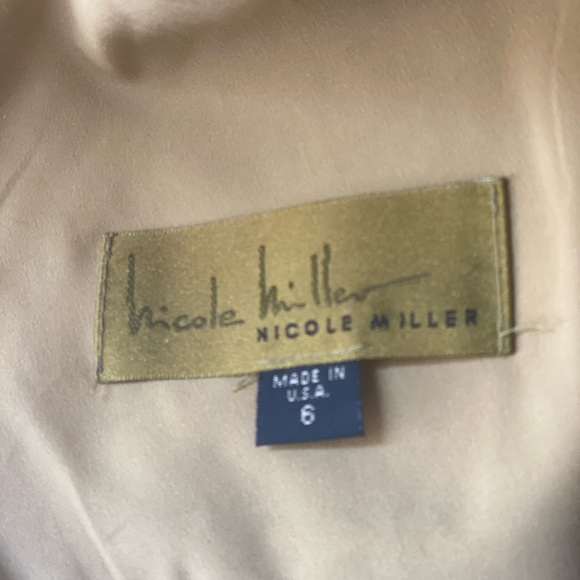 Nicole Miller
NICOLE MILLER
MADE IN
U.S.A.
6